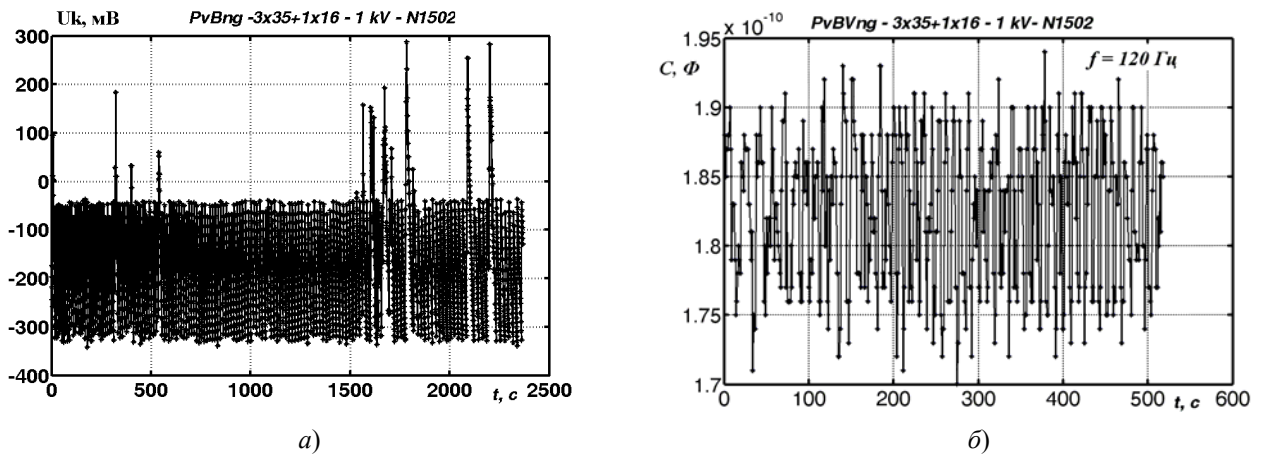 Uk, мВ PvBng -3x35+1x16 - 1 kV - N1502
300
200
100
0
-100
-200
-300
-400
0 500 1000 1500 2000 2500
t, c
а)
x 10⁻¹⁰ PvBVng - 3x35+1x16 - 1 kV- N1502
1.95
C, Ф
f = 120 Гц
1.9
1.85
1.8
1.75
1.7
0 100 200 300 400 500 600
t, c
б)